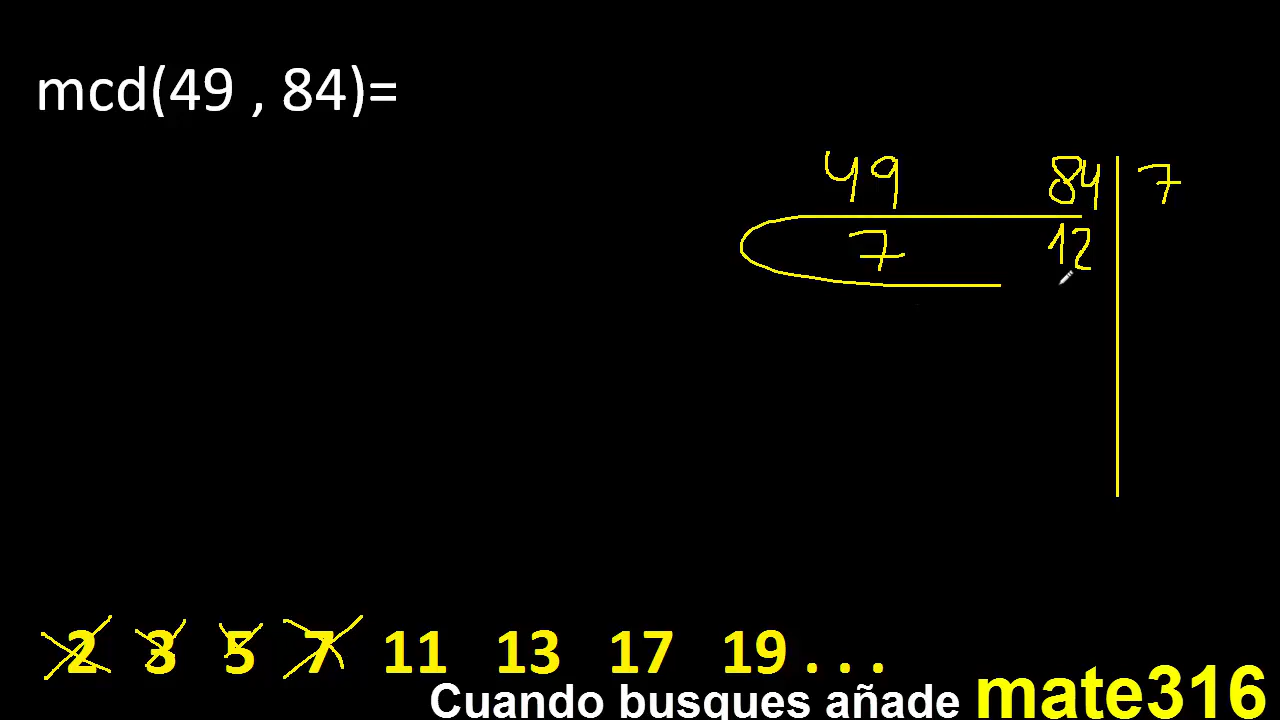 mcd(49 , 84)=
49 84 7
7 12
2 3 5 7 11 13 17 19 . . .
Cuando busques añade mate316